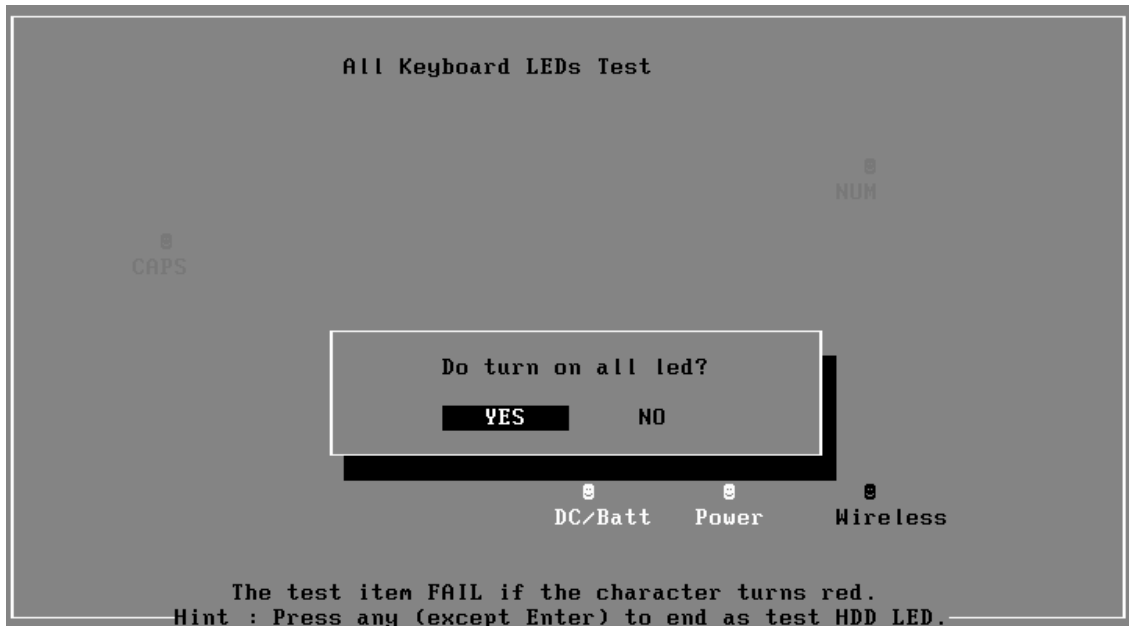 All Keyboard LEDs Test
NUM
CAPS
Do turn on all led?
YES NO
DC/Batt Power Wireless
The test item FAIL if the character turns red.
Hint : Press any (except Enter) to end as test HDD LED.